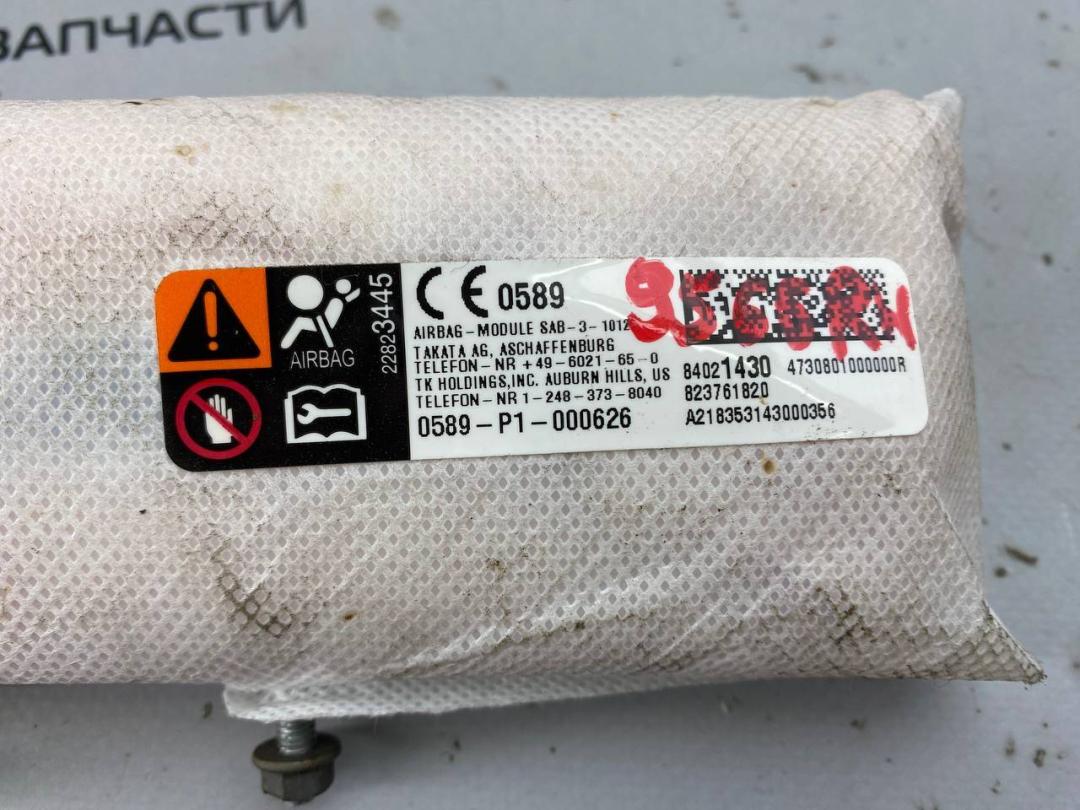 ЗАПЧАСТИ
AIRBAG
22823445
CE 0589
AIRBAG-MODULE SAB-3-1012
TAKATA AG, ASCHAFFENBURG
TELEFON-NR +49-6021-65-0
TK HOLDINGS,INC. AUBURN HILLS, US
TELEFON-NR 1-248-373-8040
0589-P1-000626
84021430 4730801000000R
823761820
A218353143000356